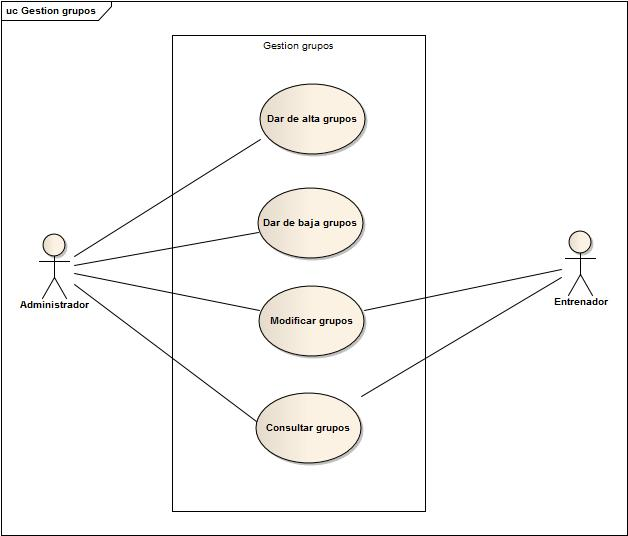 uc Gestion grupos
Gestion grupos
Dar de alta grupos
Dar de baja grupos
Administrador
Entrenador
Modificar grupos
Consultar grupos